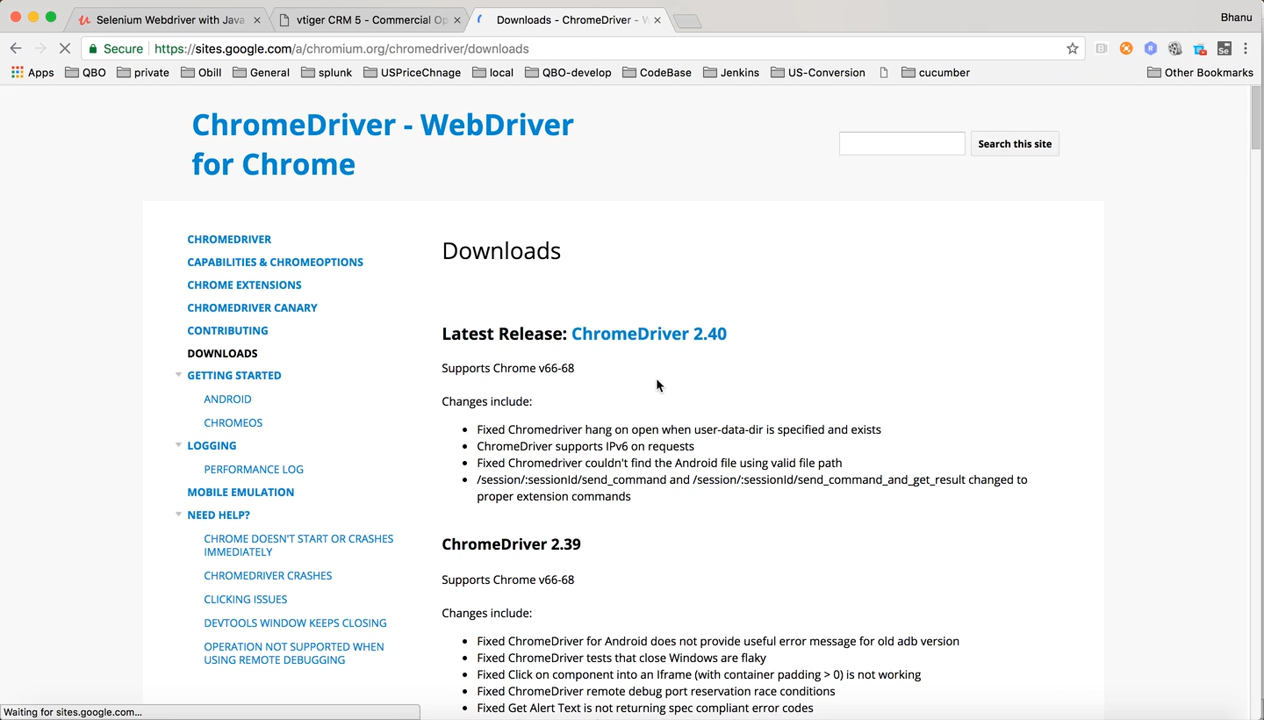 Selenium Webdriver with Java
vtiger CRM 5 - Commercial Op
Downloads - ChromeDriver - W
Bhanu
Secure
https://sites.google.com/a/chromium.org/chromedriver/downloads
Apps
QBO
private
Obill
General
splunk
USPriceChnage
local
QBO-develop
CodeBase
Jenkins
US-Conversion
cucumber
Other Bookmarks
ChromeDriver - WebDriver
for Chrome
Search this site
CHROMEDRIVER
CAPABILITIES & CHROMEOPTIONS
CHROME EXTENSIONS
CHROMEDRIVER CANARY
CONTRIBUTING
DOWNLOADS
GETTING STARTED
ANDROID
CHROMEOS
LOGGING
PERFORMANCE LOG
MOBILE EMULATION
NEED HELP?
CHROME DOESN'T START OR CRASHES
IMMEDIATELY
CHROMEDRIVER CRASHES
CLICKING ISSUES
DEVTOOLS WINDOW KEEPS CLOSING
OPERATION NOT SUPPORTED WHEN
USING REMOTE DEBUGGING
Downloads
Latest Release: ChromeDriver 2.40
Supports Chrome v66-68
Changes include:
• Fixed Chromedriver hang on open when user-data-dir is specified and exists
• ChromeDriver supports IPv6 on requests
• Fixed Chromedriver couldn't find the Android file using valid file path
• /session/:sessionId/send_command and /session/:sessionId/send_command_and_get_result changed to
proper extension commands
ChromeDriver 2.39
Supports Chrome v66-68
Changes include:
• Fixed ChromeDriver for Android does not provide useful error message for old adb version
• Fixed ChromeDriver tests that close Windows are flaky
• Fixed Click on component into an Iframe (with container padding > 0) is not working
• Fixed ChromeDriver remote debug port reservation race conditions
• Fixed Get Alert Text is not returning spec compliant error codes
Waiting for sites.google.com...